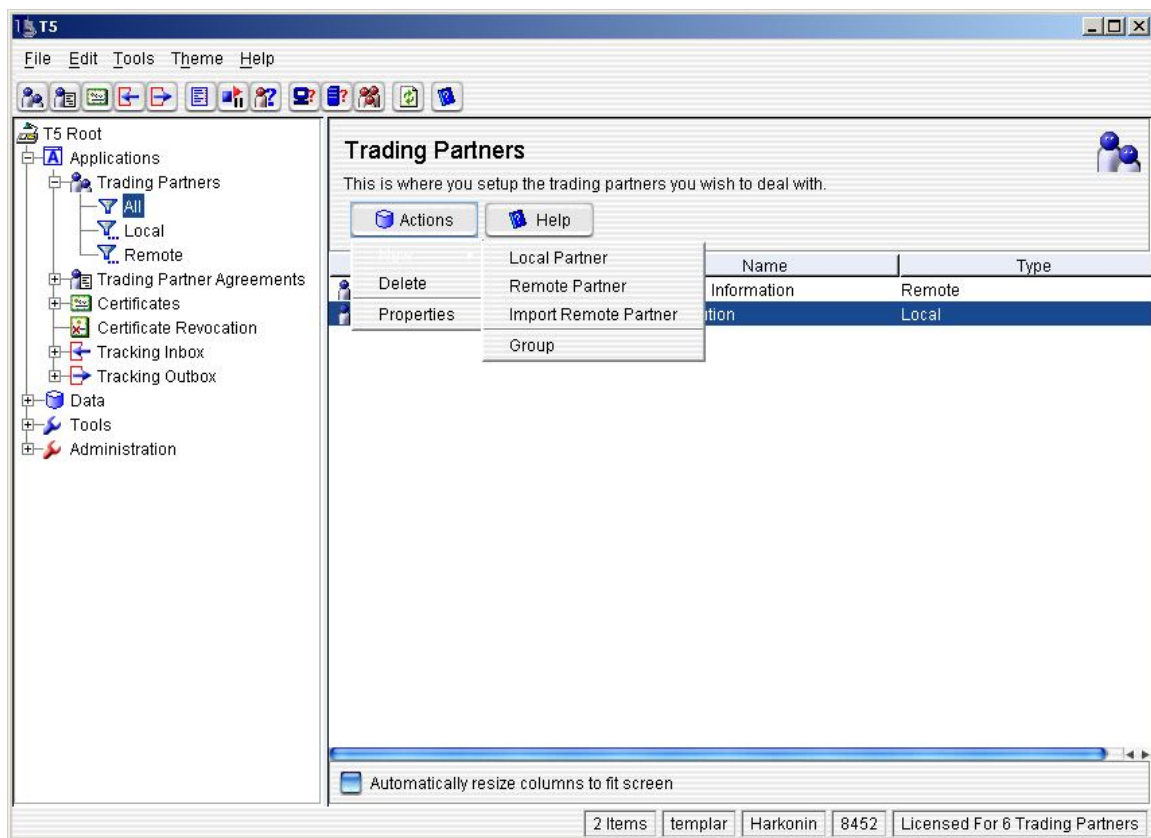 T5
File Edit Tools Theme Help
T5 Root
Applications
Trading Partners
All
Local
Remote
Trading Partner Agreements
Certificates
Certificate Revocation
Tracking Inbox
Tracking Outbox
Data
Tools
Administration
Trading Partners
This is where you setup the trading partners you wish to deal with.
Actions Help
New
Delete
Properties
Local Partner
Remote Partner
Import Remote Partner
Group
Name Type
Information Remote
Local
Automatically resize columns to fit screen
2 Items templar Harkonin 8452 Licensed For 6 Trading Partners